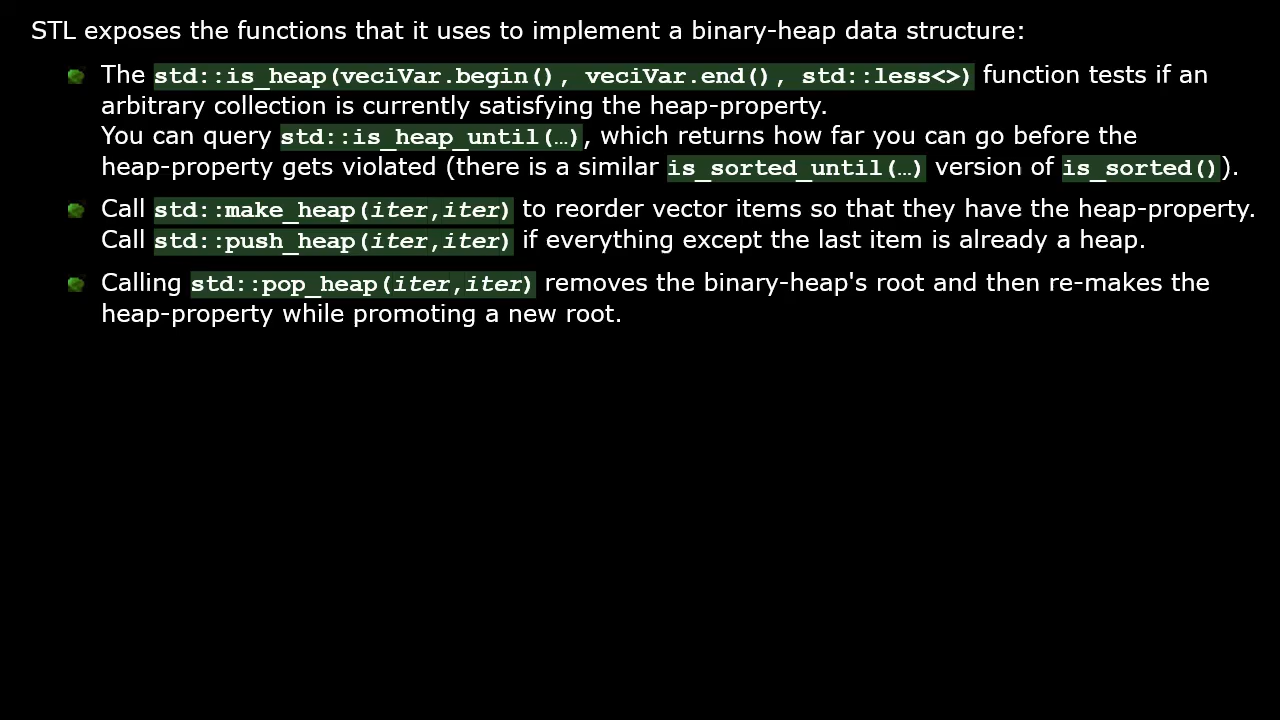 STL exposes the functions that it uses to implement a binary-heap data structure:
The std::is_heap(veciVar.begin(), veciVar.end(), std::less<>) function tests if an
arbitrary collection is currently satisfying the heap-property.
You can query std::is_heap_until(…), which returns how far you can go before the
heap-property gets violated (there is a similar is_sorted_until(…) version of is_sorted()).
Call std::make_heap(iter,iter) to reorder vector items so that they have the heap-property.
Call std::push_heap(iter,iter) if everything except the last item is already a heap.
Calling std::pop_heap(iter,iter) removes the binary-heap's root and then re-makes the
heap-property while promoting a new root.